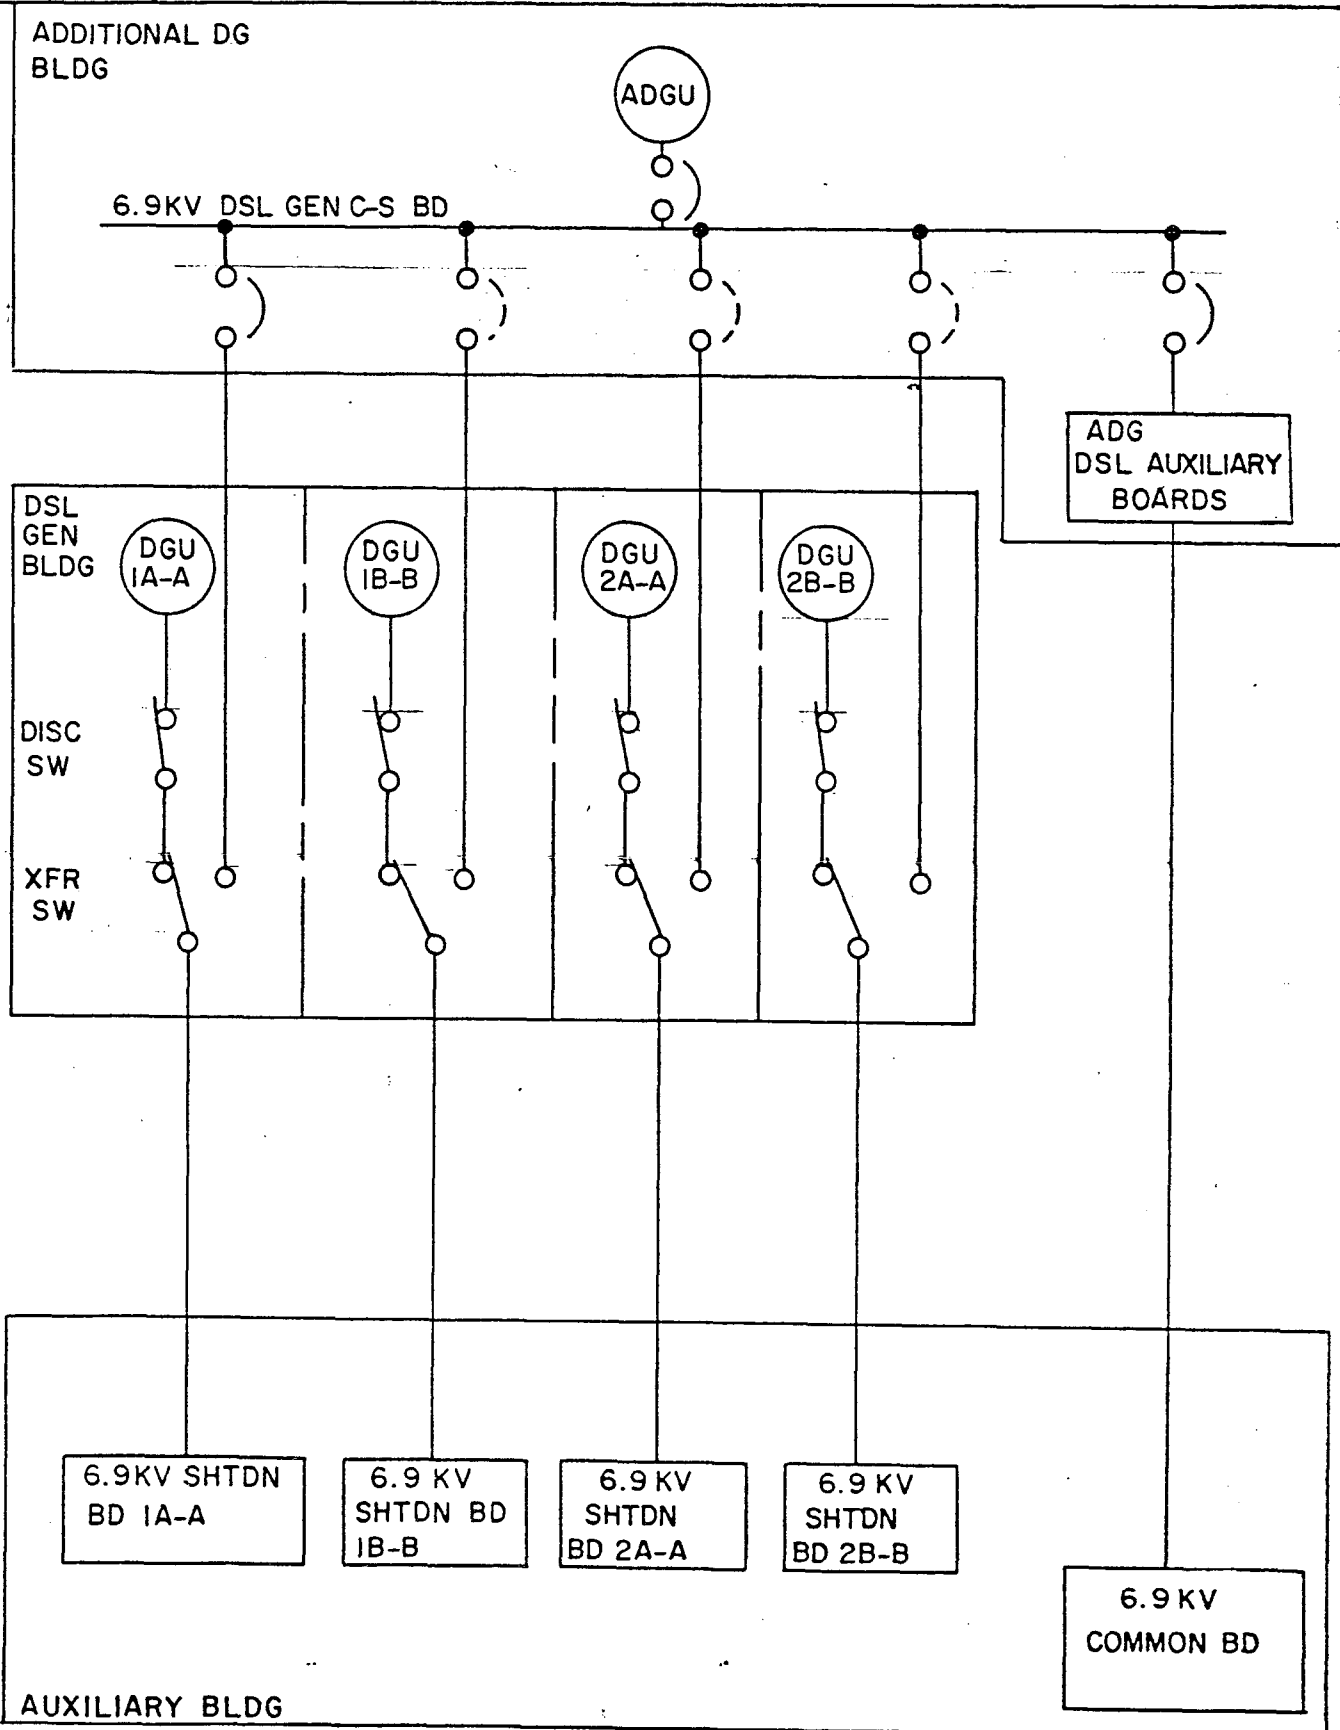 ADDITIONAL DG
BLDG
ADGU
6.9KV DSL GEN C-S BD
ADG
DSL AUXILIARY
BOARDS
DSL
GEN
BLDG
DGU
1A-A
DGU
1B-B
DGU
2A-A
DGU
2B-B
DISC
SW
XFR
SW
6.9KV SHTDN
BD 1A-A
6.9 KV
SHTDN BD
1B-B
6.9 KV
SHTDN
BD 2A-A
6.9 KV
SHTDN
BD 2B-B
6.9 KV
COMMON BD
AUXILIARY BLDG